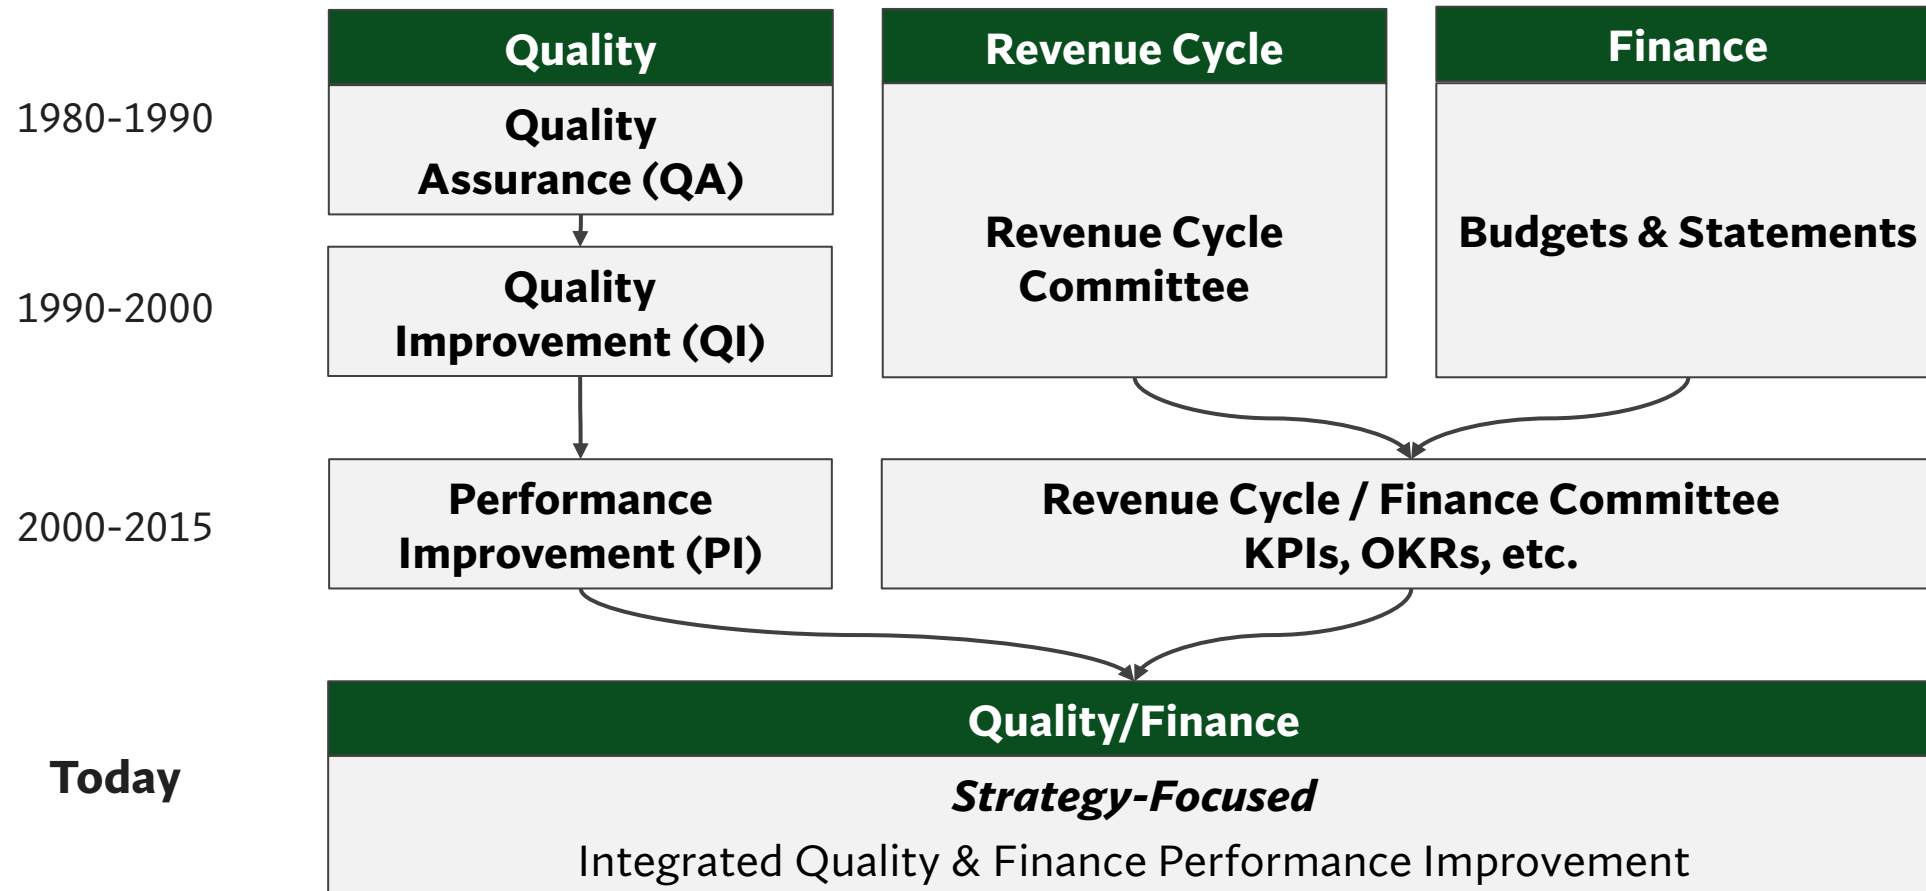 Quality
Revenue Cycle
Finance
1980-1990
Quality
Assurance (QA)
1990-2000
Quality
Improvement (QI)
Revenue Cycle
Committee
Budgets & Statements
2000-2015
Performance
Improvement (PI)
Revenue Cycle / Finance Committee
KPIs, OKRs, etc.
Today
Quality/Finance
Strategy-Focused
Integrated Quality & Finance Performance Improvement